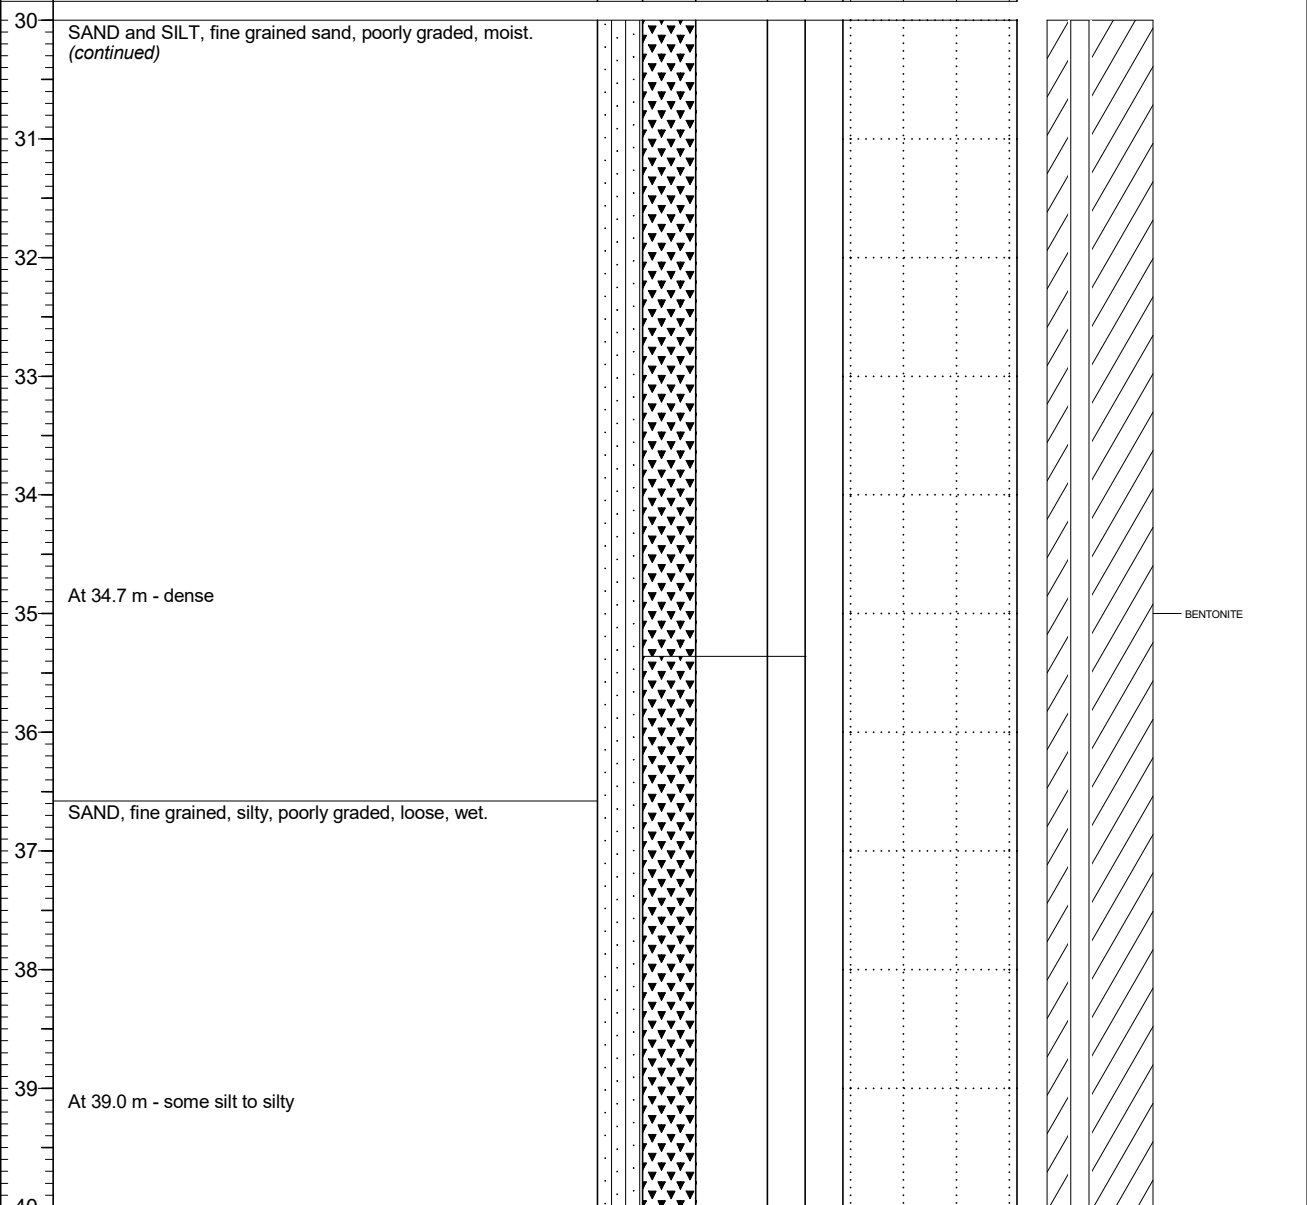 30
SAND and SILT, fine grained sand, poorly graded, moist.
(continued)
31
32
33
34
At 34.7 m - dense
35
BENTONITE
36
SAND, fine grained, silty, poorly graded, loose, wet.
37
38
39
At 39.0 m - some silt to silty
40